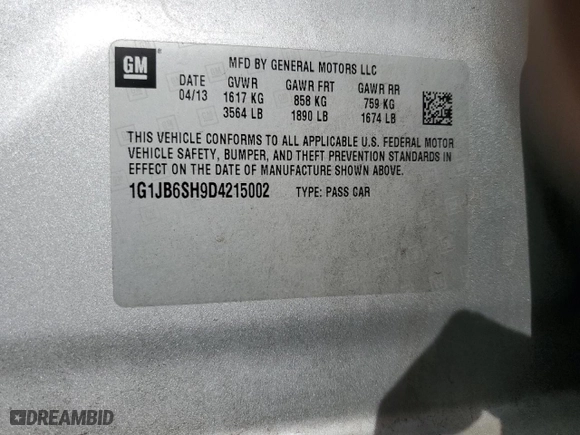 GM
MFD BY GENERAL MOTORS LLC
DATE GVWR GAWR FRT GAWR RR
04/13 1617 KG 858 KG 759 KG
3564 LB 1890 LB 1674 LB
THIS VEHICLE CONFORMS TO ALL APPLICABLE U.S. FEDERAL MOTOR
VEHICLE SAFETY, BUMPER, AND THEFT PREVENTION STANDARDS IN
EFFECT ON THE DATE OF MANUFACTURE SHOWN ABOVE.
1G1JB6SH9D4215002 TYPE: PASS CAR
DREAMBID